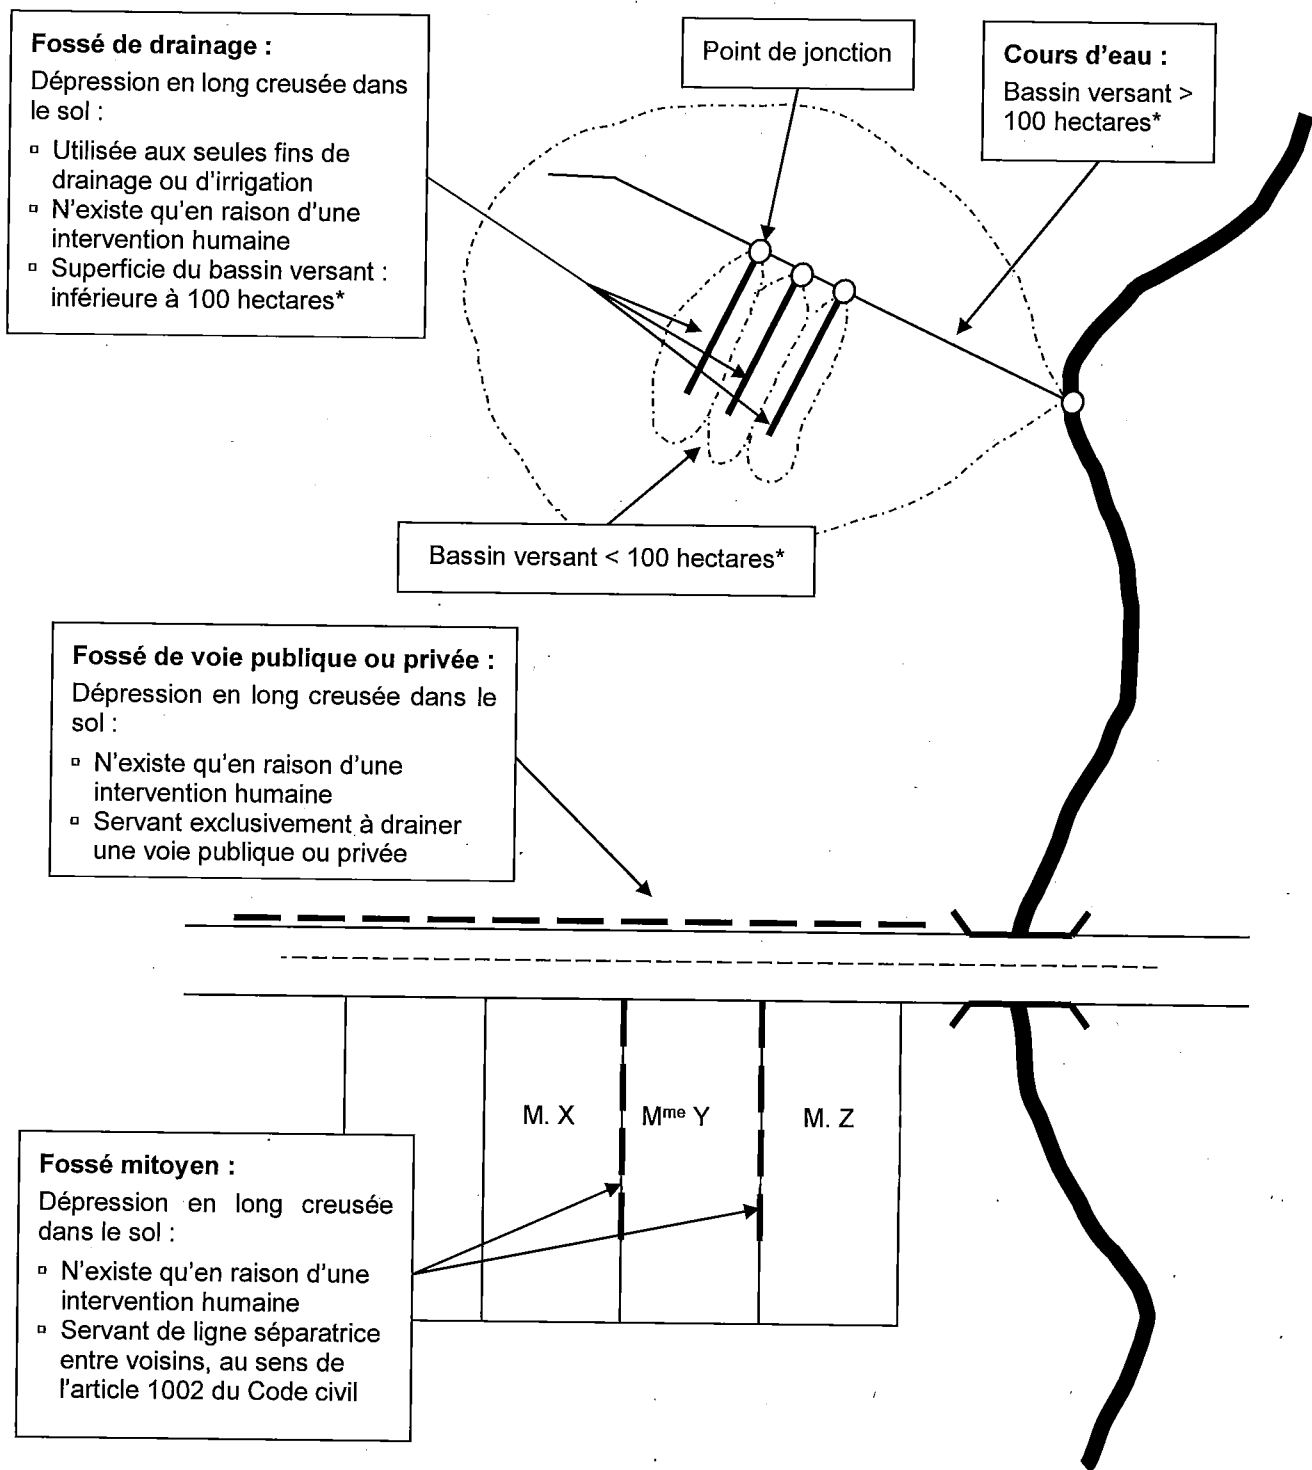 Fossé de drainage :
Dépression en long creusée dans
le sol :
▫ Utilisée aux seules fins de
drainage ou d'irrigation
▫ N'existe qu'en raison d'une
intervention humaine
▫ Superficie du bassin versant :
inférieure à 100 hectares*
Point de jonction
Cours d'eau :
Bassin versant >
100 hectares*
Bassin versant < 100 hectares*
Fossé de voie publique ou privée :
Dépression en long creusée dans le
sol :
▫ N'existe qu'en raison d'une
intervention humaine
▫ Servant exclusivement à drainer
une voie publique ou privée
M. X
Mme Y
M. Z
Fossé mitoyen :
Dépression en long creusée
dans le sol :
▫ N'existe qu'en raison d'une
intervention humaine
▫ Servant de ligne séparatrice
entre voisins, au sens de
l'article 1002 du Code civil